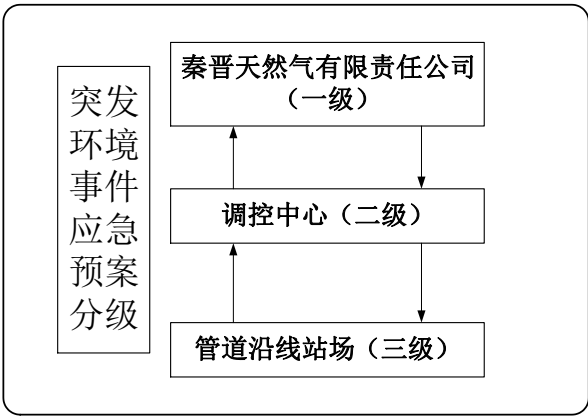 突发
环境
事件
应急
预案
分级
秦晋天然气有限责任公司
（一级）
调控中心（二级）
管道沿线站场（三级）